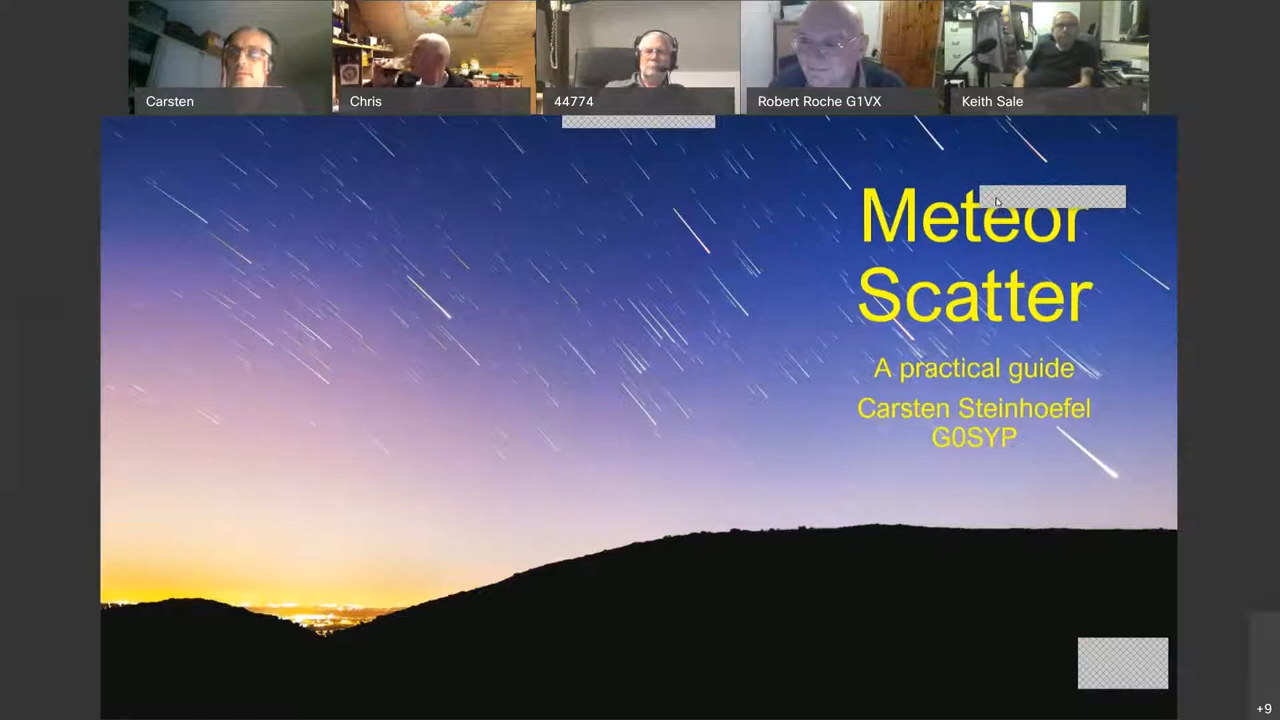 Carsten
Chris
44774
Robert Roche G1VX
Keith Sale
Meteor
Scatter
A practical guide
Carsten Steinhoefel
G0SYP
+9